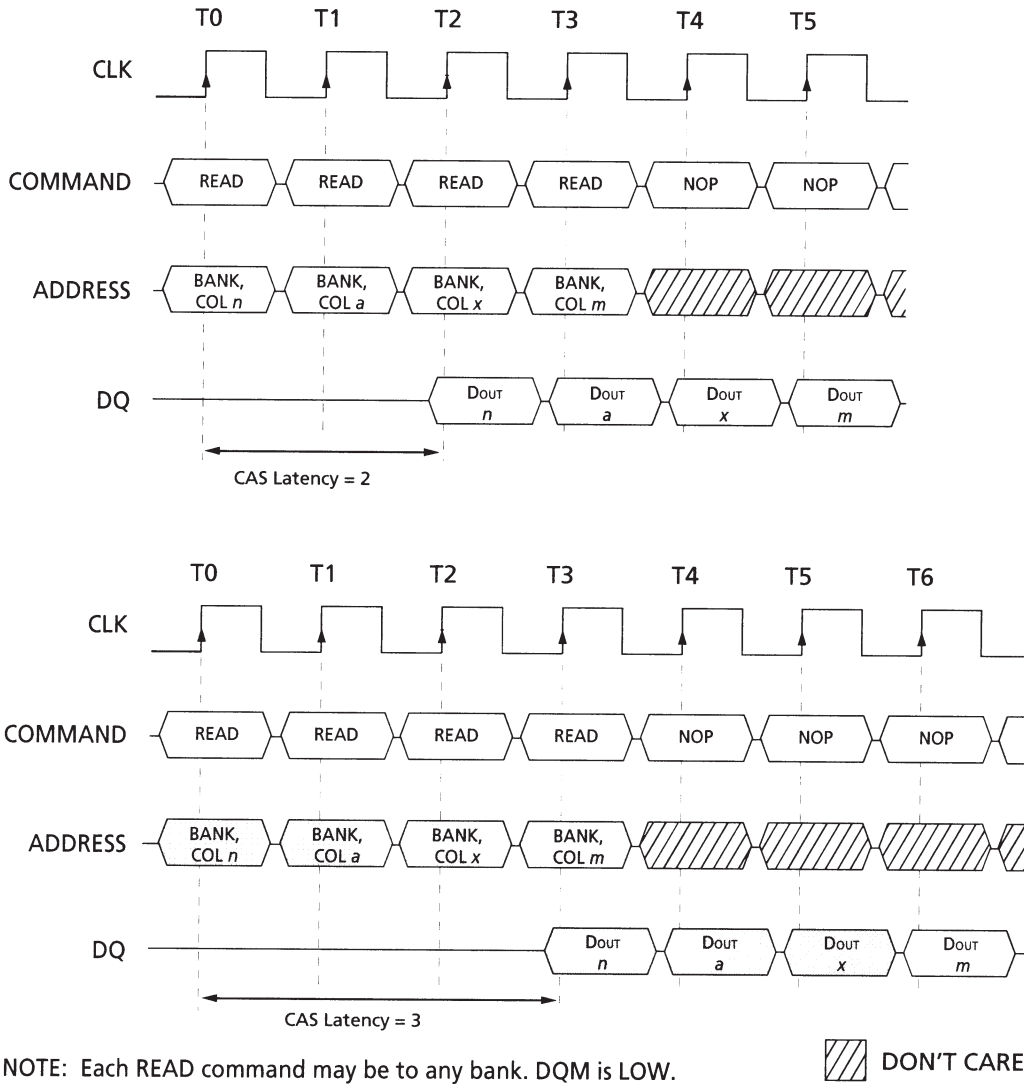 T0 T1 T2 T3 T4 T5
CLK
COMMAND READ READ READ READ NOP NOP
BANK, BANK, BANK, BANK,
ADDRESS
COL n COL a COL x COL m
DOUT DOUT DOUT DOUT
DQ
n a x m
CAS Latency = 2
T0 T1 T2 T3 T4 T5 T6
CLK
COMMAND READ READ READ READ NOP NOP NOP
BANK, BANK, BANK, BANK,
ADDRESS
COL n COL a COL x COL m
DOUT DOUT DOUT DOUT
DQ
n a x m
CAS Latency = 3
NOTE: Each READ command may be to any bank. DQM is LOW.
DON'T CARE